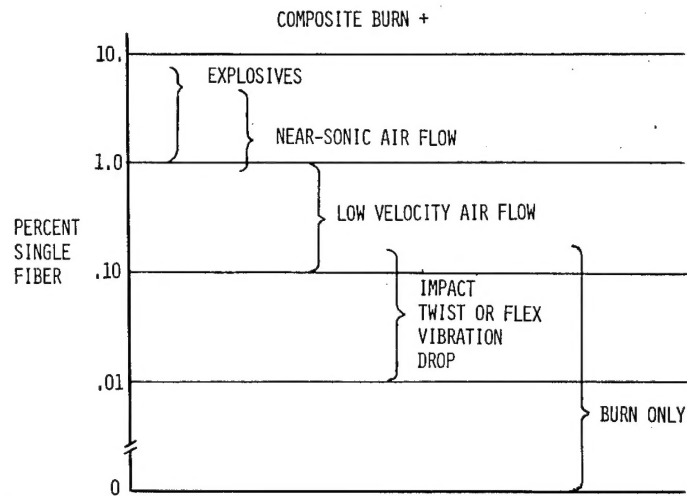 COMPOSITE BURN +
10.
EXPLOSIVES
NEAR-SONIC AIR FLOW
1.0
LOW VELOCITY AIR FLOW
PERCENT
SINGLE
FIBER
.10
IMPACT
TWIST OR FLEX
VIBRATION
DROP
.01
BURN ONLY
0